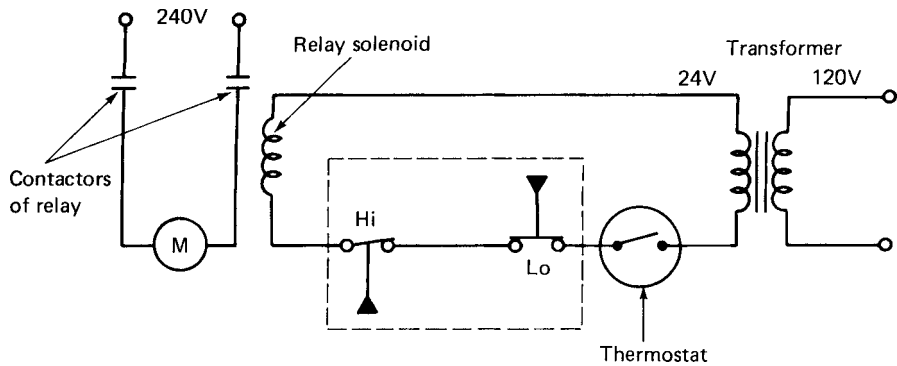 240V
Relay solenoid
Transformer
24V
120V
Contactors
of relay
M
Hi
Lo
Thermostat